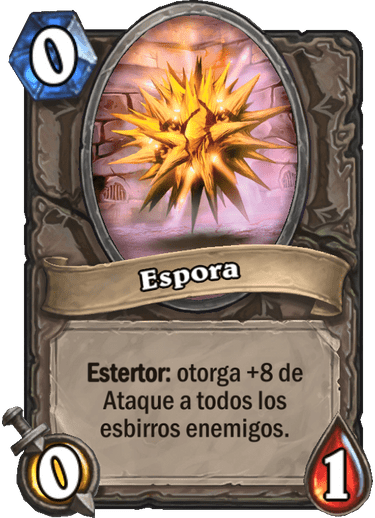 0
Espora
Estertor: otorga +8 de
Ataque a todos los
esbirros enemigos.
0
1